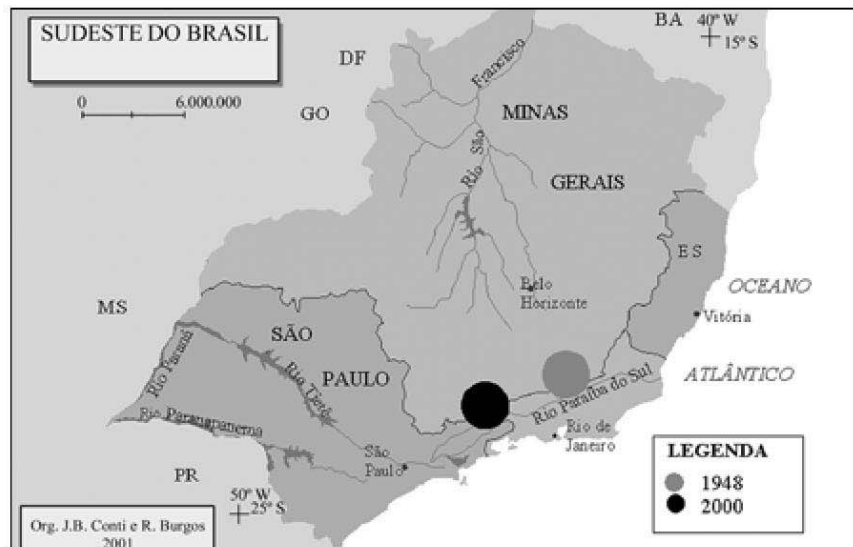 SUDESTE DO BRASIL
0 6.000.000
DF
GO
BA
40° W
15° S
Rio São Francisco
MINAS
GERAIS
Belo
Horizonte
ES
OCEANO
Vitória
ATLÂNTICO
MS
SÃO
PAULO
Rio Paraná
Rio Tietê
Rio Paranapanema
São
Paulo
Rio Paraíba do Sul
Rio de
Janeiro
PR
50° W
25° S
LEGENDA
1948
2000
Org. J.B. Conti e R. Burgos
2001